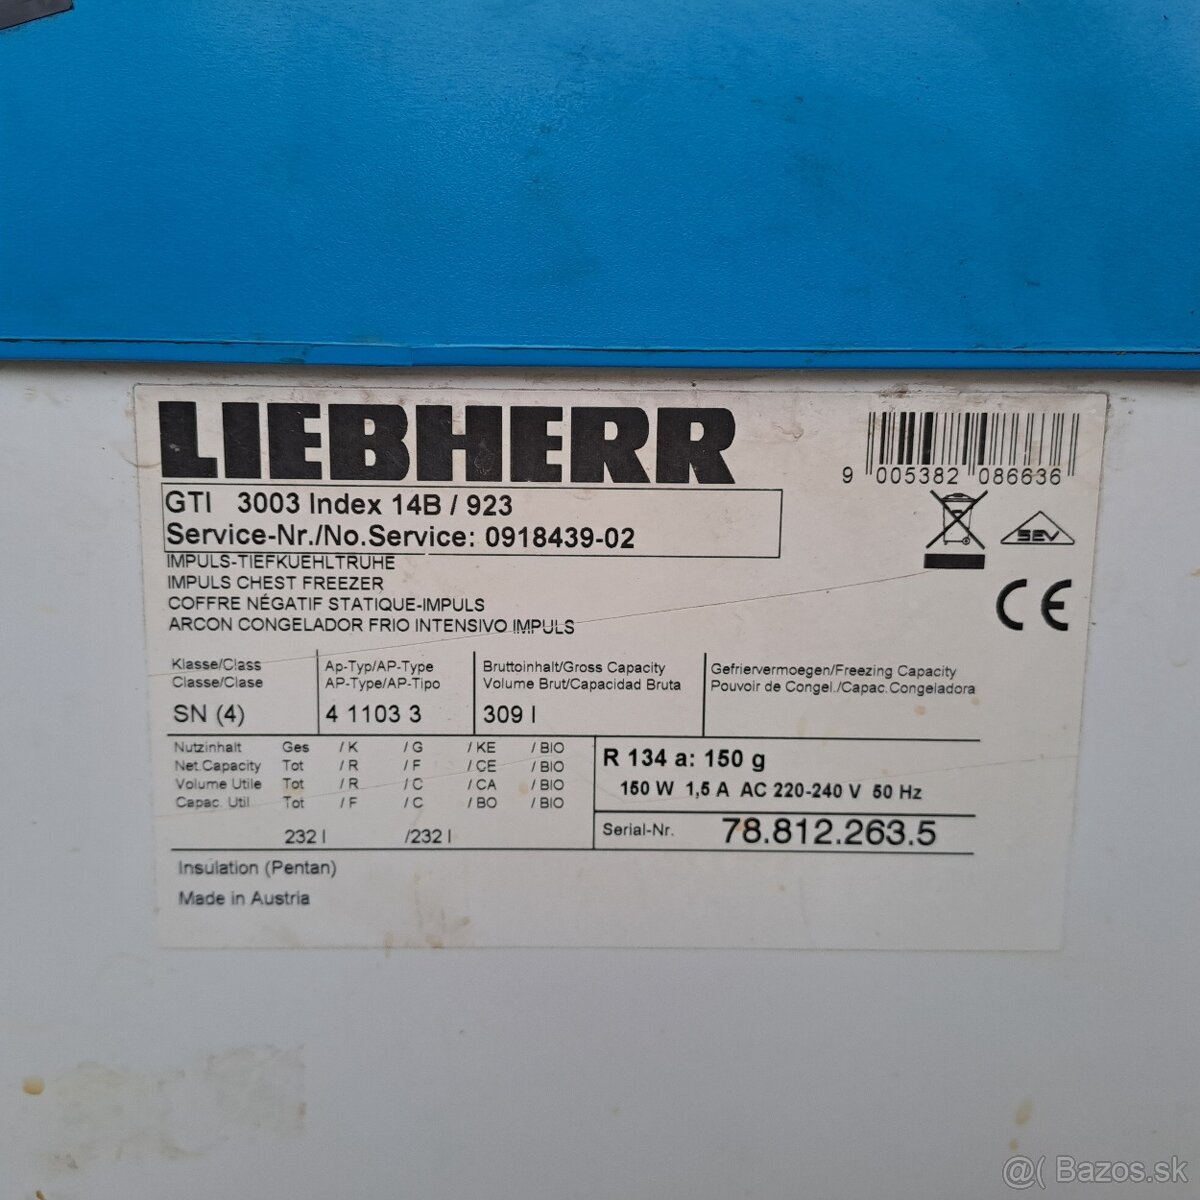 LIEBHERR
9 005382 086636
GTI 3003 Index 14B / 923
Service-Nr./No.Service: 0918439-02
SEV
CE
IMPULS-TIEFKUEHLTRUHE
IMPULS CHEST FREEZER
COFFRE NÉGATIF STATIQUE-IMPULS
ARCON CONGELADOR FRIO INTENSIVO IMPULS
Klasse/Class
Classe/Clase
SN (4)
Ap-Typ/AP-Type
AP-Type/AP-Tipo
4 1103 3
Bruttoinhalt/Gross Capacity
Volume Brut/Capacidad Bruta
309 l
Gefriervermoegen/Freezing Capacity
Pouvoir de Congel./Capac.Congeladora
Nutzinhalt Ges / K / G / KE / BIO
Net.Capacity Tot / R / F / CE / BIO
Volume Utile Tot / R / C / CA / BIO
Capac. Util Tot / F / C / BO / BIO
232 l /232 l
R 134 a: 150 g
150 W 1,5 A AC 220-240 V 50 Hz
Serial-Nr. 78.812.263.5
Insulation (Pentan)
Made in Austria
@( Bazos.sk